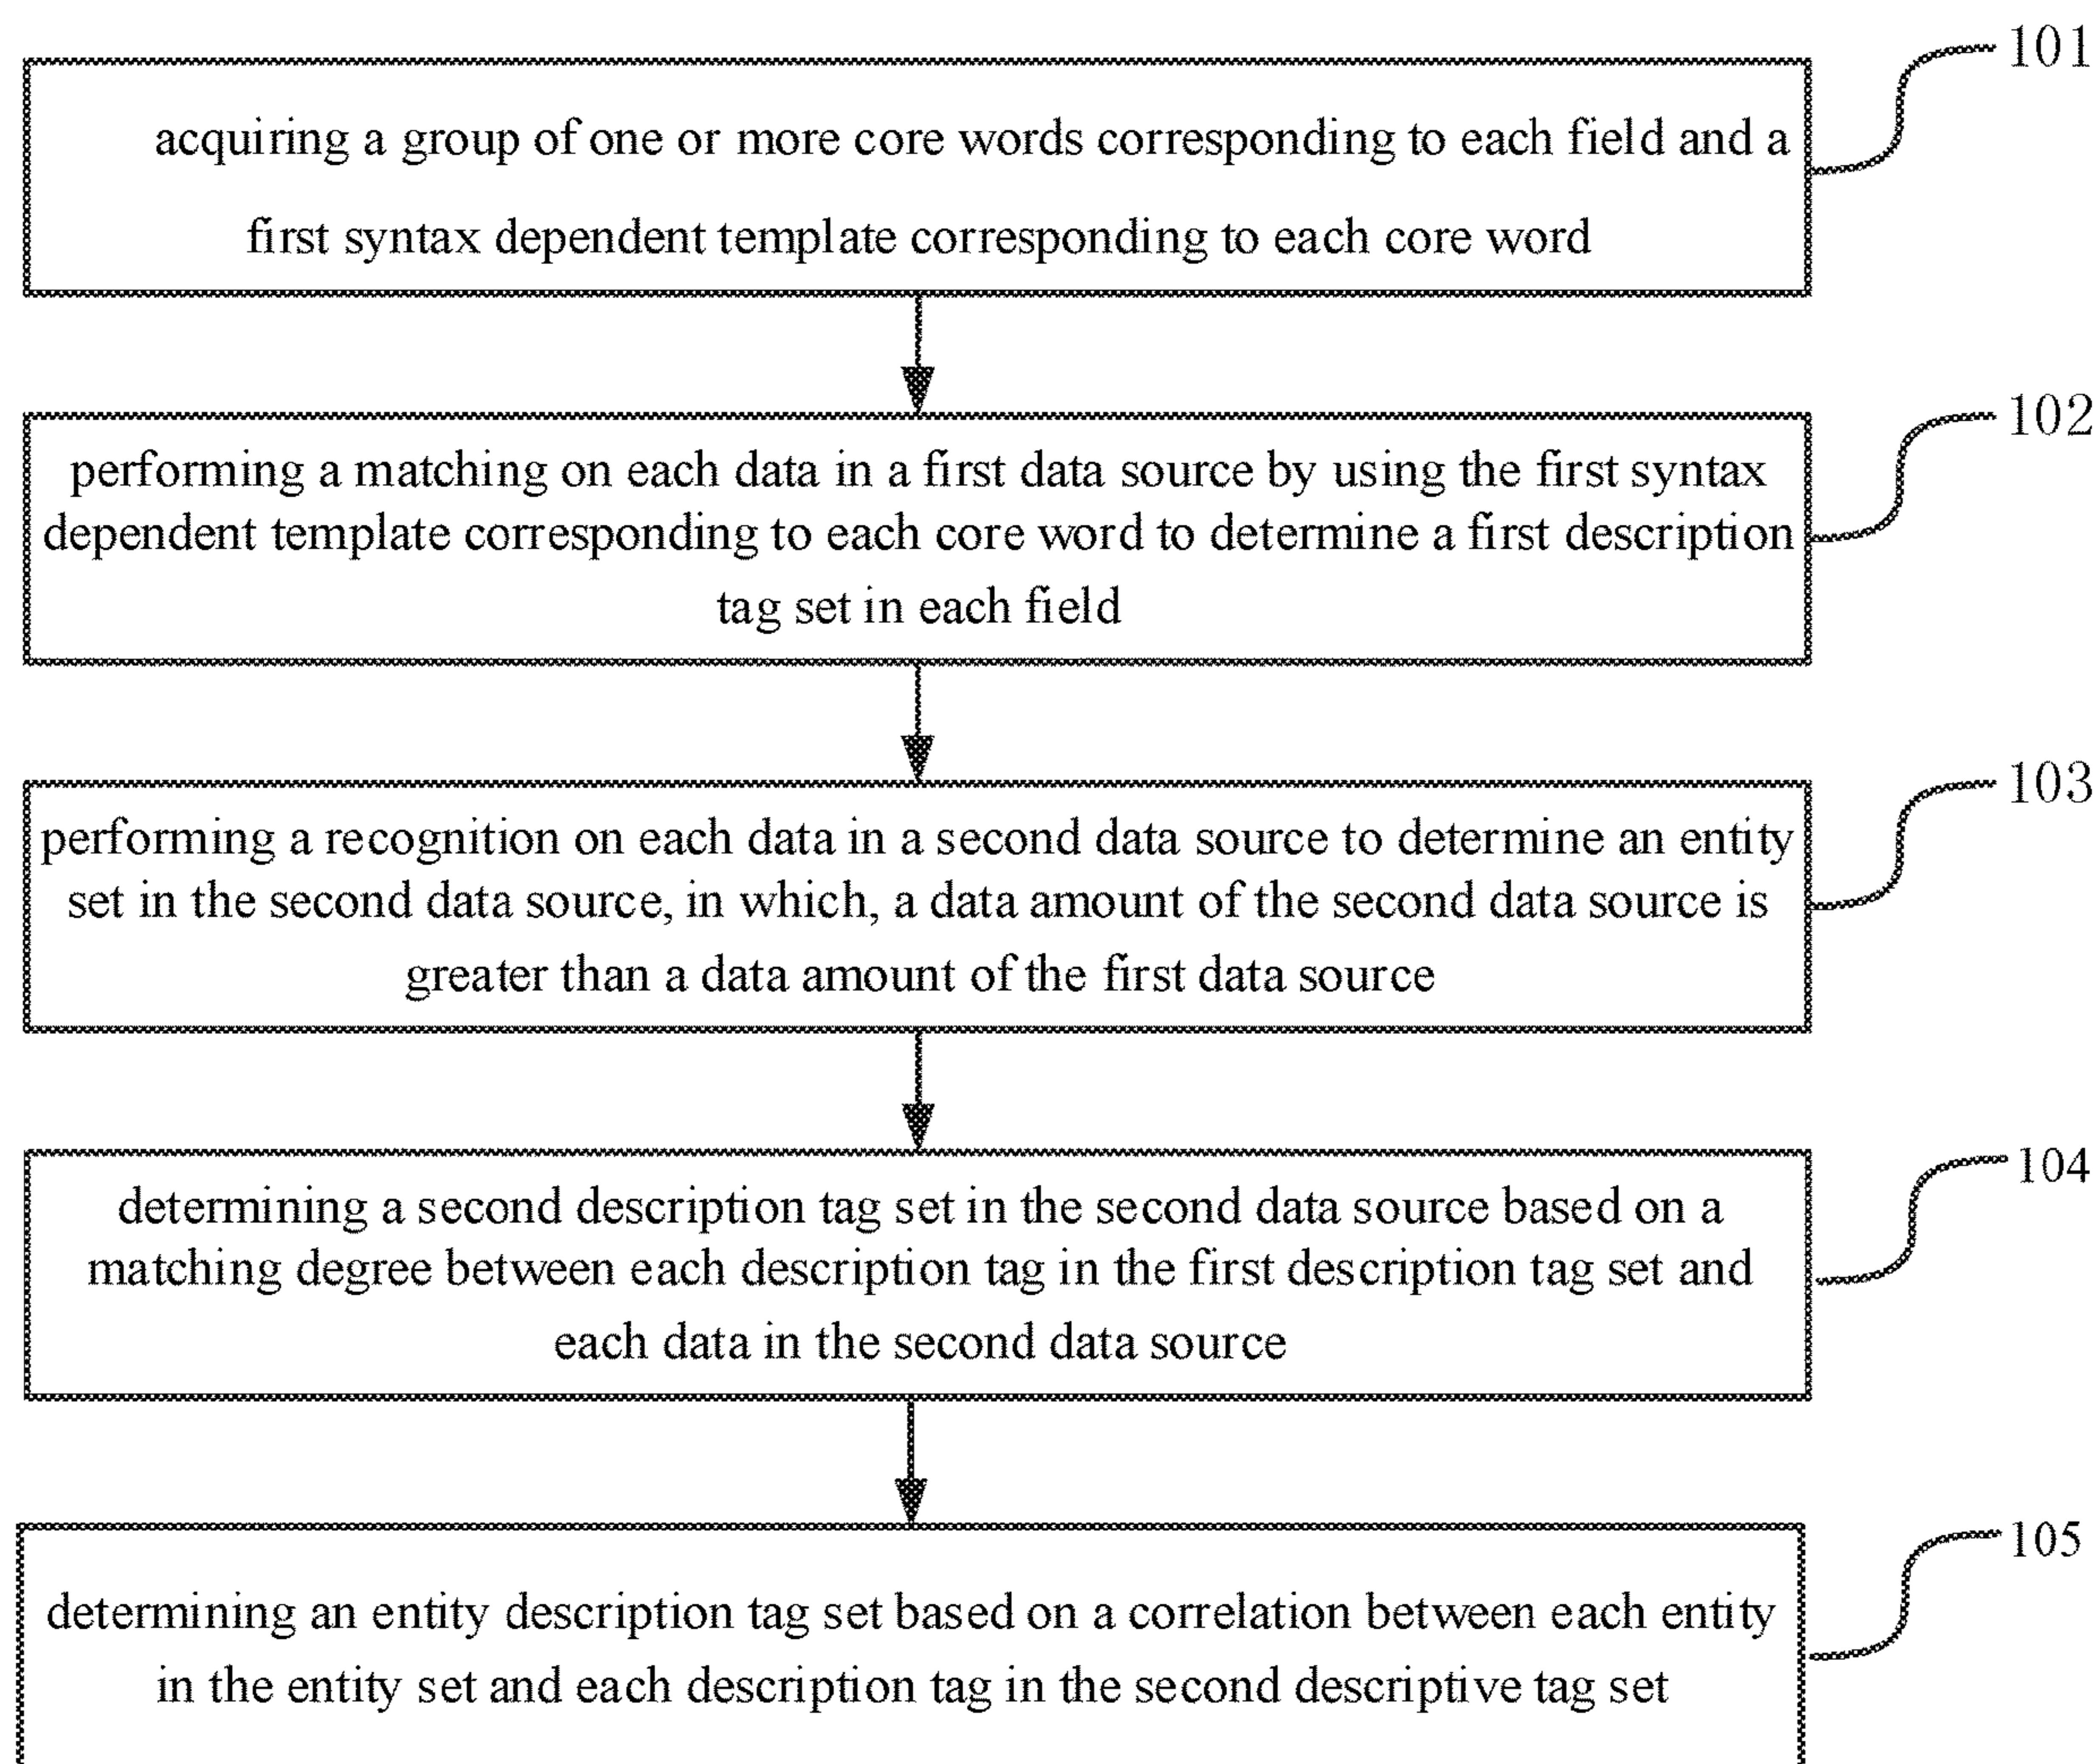 101
acquiring a group of one or more core words corresponding to each field and a
first syntax dependent template corresponding to each core word
102
performing a matching on each data in a first data source by using the first syntax
dependent template corresponding to each core word to determine a first description
tag set in each field
103
performing a recognition on each data in a second data source to determine an entity
set in the second data source, in which, a data amount of the second data source is
greater than a data amount of the first data source
104
determining a second description tag set in the second data source based on a
matching degree between each description tag in the first description tag set and
each data in the second data source
105
determining an entity description tag set based on a correlation between each entity
in the entity set and each description tag in the second descriptive tag set